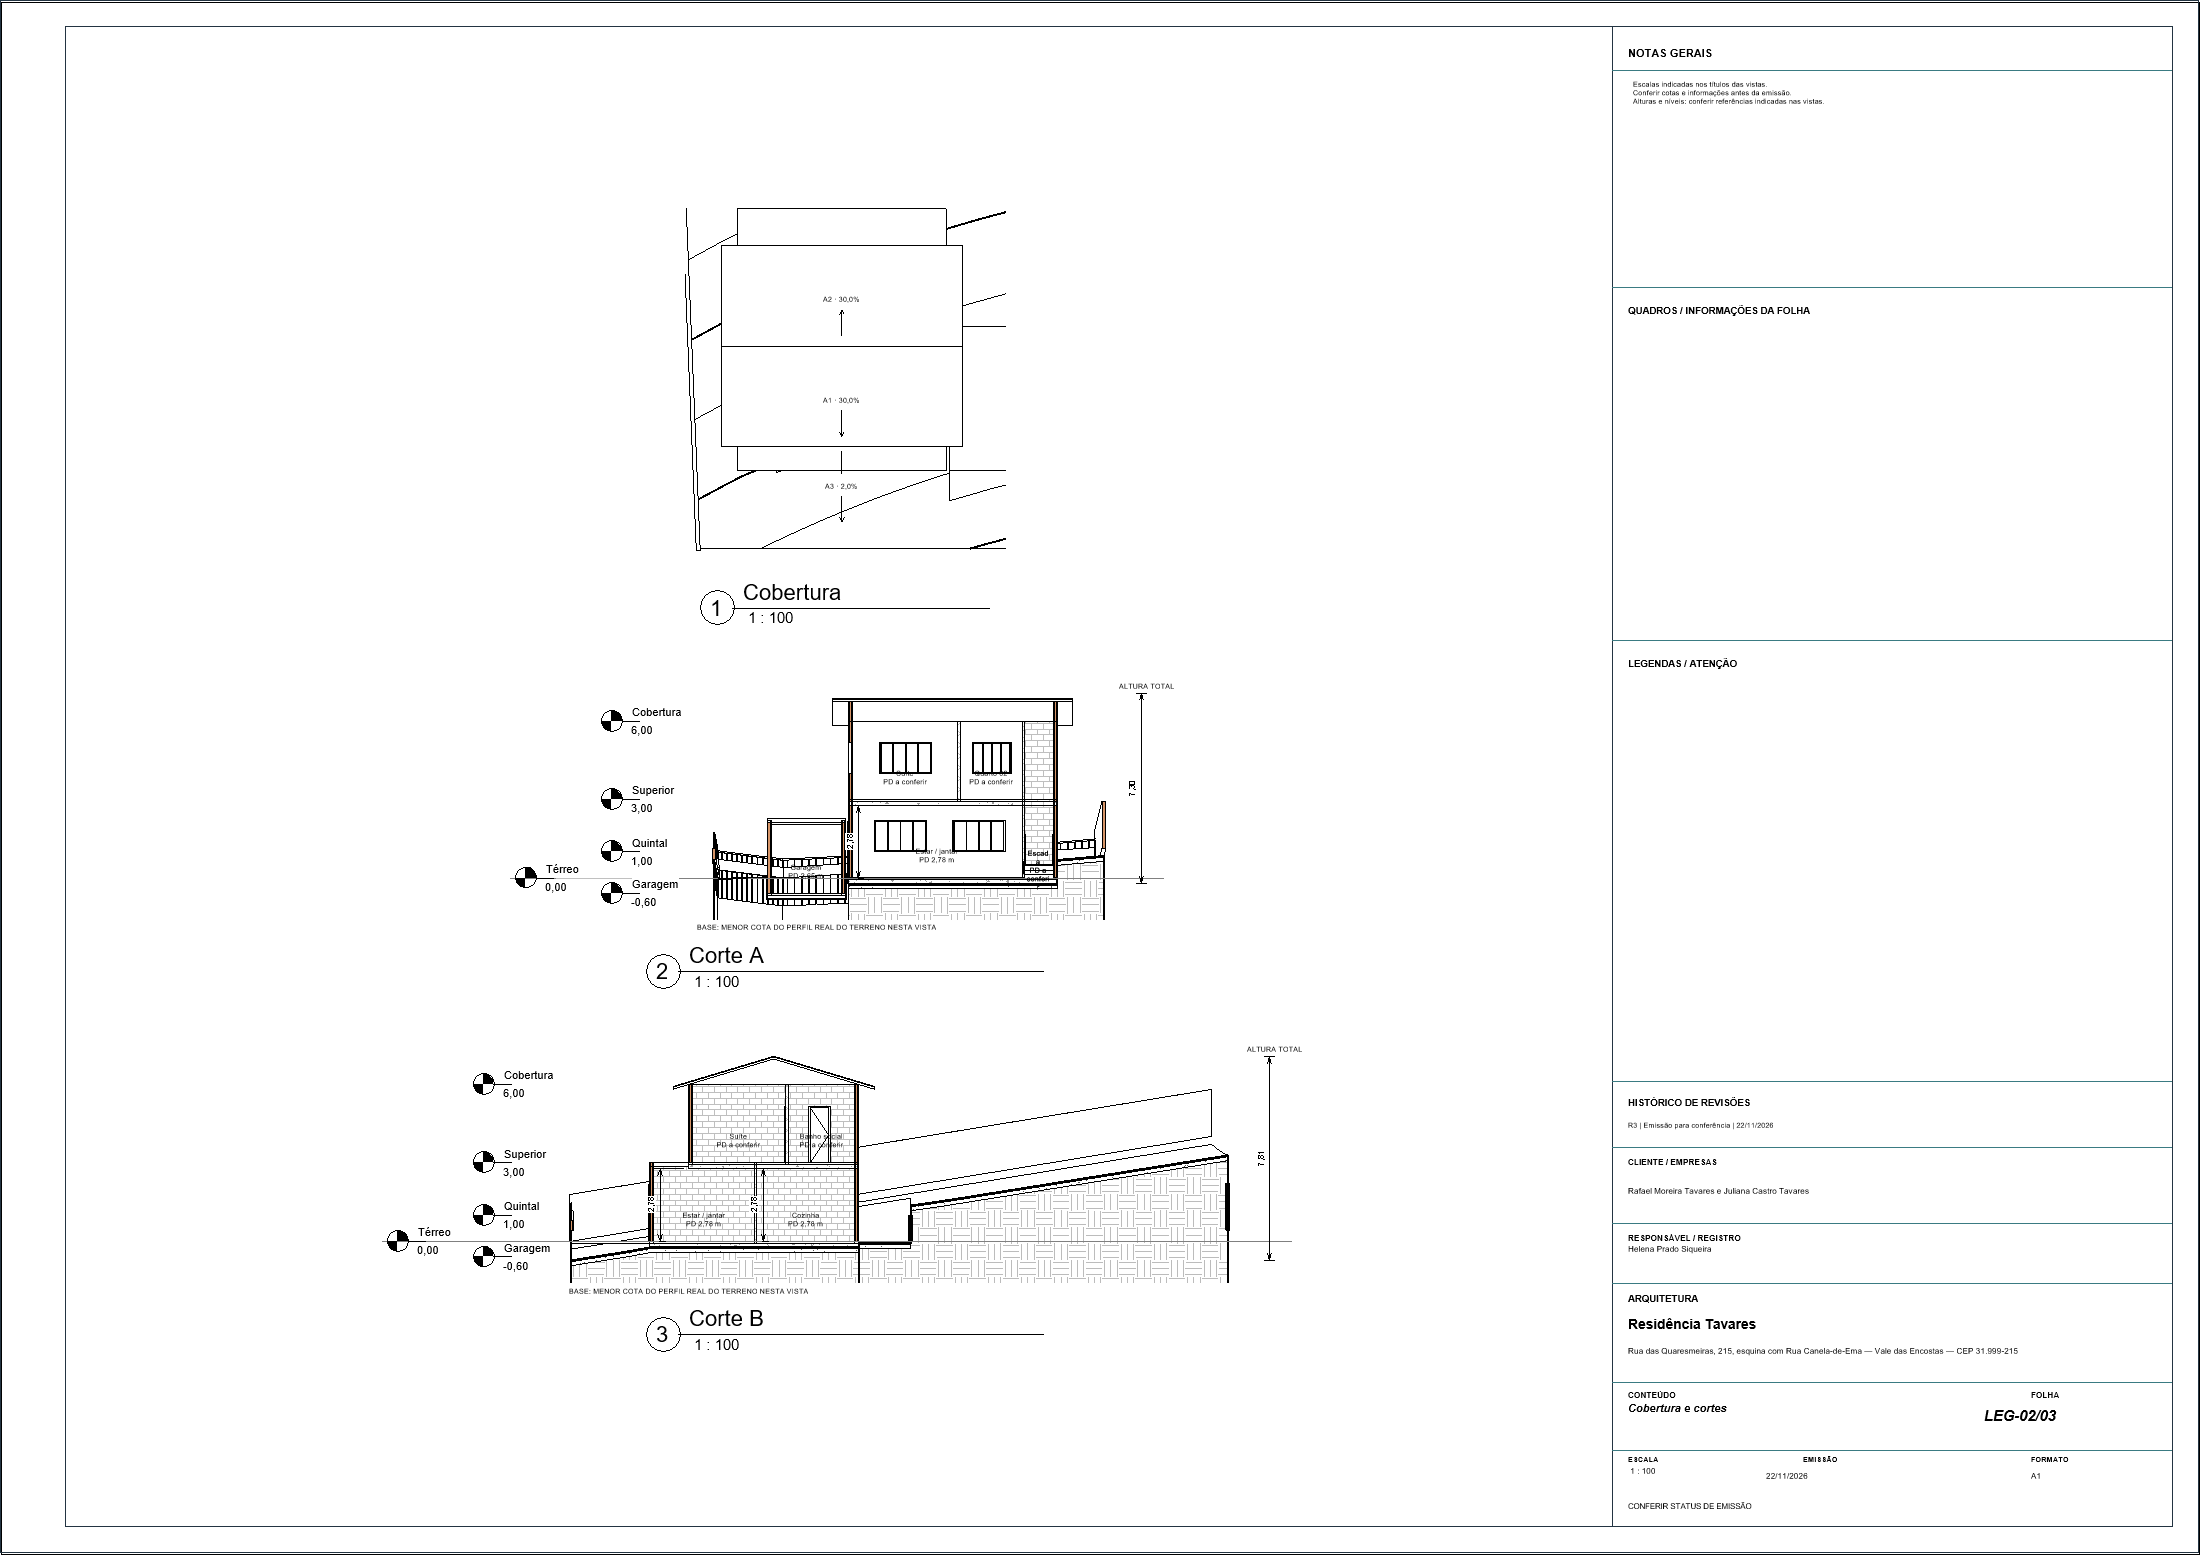 NOTAS GERAIS
Escalas indicadas nos títulos das vistas.
Conferir cotas e informações antes da emissão.
Alturas e níveis: conferir referências indicadas nas vistas.
QUADROS / INFORMAÇÕES DA FOLHA
LEGENDAS / ATENÇÃO
HISTÓRICO DE REVISÕES
R3 | Emissão para conferência | 22/11/2026
CLIENTE / EMPRESAS
Rafael Moreira Tavares e Juliana Castro Tavares
RESPONSÁVEL / REGISTRO
Helena Prado Siqueira
ARQUITETURA
Residência Tavares
Rua das Quaresmeiras, 215, esquina com Rua Canela-de-Ema — Vale das Encostas — CEP 31.999-215
CONTEÚDO
Cobertura e cortes
FOLHA
LEG-02/03
ESCALA
1 : 100
EMISSÃO
22/11/2026
FORMATO
A1
CONFERIR STATUS DE EMISSÃO
A2 · 30,0%
A1 · 30,0%
A3 · 2,0%
1
Cobertura
1 : 100
ALTURA TOTAL
Cobertura
6,00
Superior
3,00
Quintal
1,00
Térreo
0,00
Garagem
-0,60
Suíte
PD a conferir
PD a conferir
7,30
2,78
Estar / jantar
PD 2,78 m
Garagem
Escad
a
PD a
conferi
r
BASE: MENOR COTA DO PERFIL REAL DO TERRENO NESTA VISTA
2
Corte A
1 : 100
ALTURA TOTAL
Cobertura
6,00
Superior
3,00
Quintal
1,00
Térreo
0,00
Garagem
-0,60
Suíte
PD a conferir
Banho social
PD a conferir
7,81
2,78
2,78
Estar / jantar
PD 2,78 m
Cozinha
PD 2,78 m
BASE: MENOR COTA DO PERFIL REAL DO TERRENO NESTA VISTA
3
Corte B
1 : 100